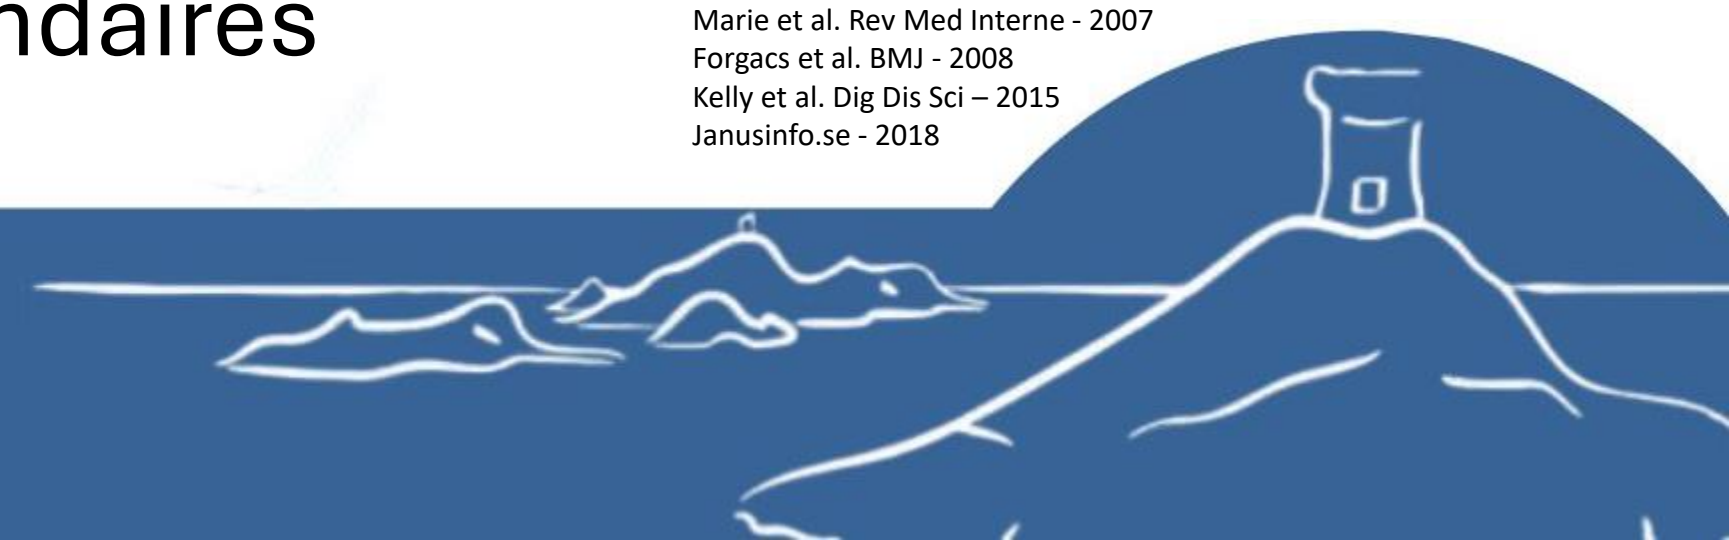 ndaires
Marie et al. Rev Med Interne - 2007
Forgacs et al. BMJ - 2008
Kelly et al. Dig Dis Sci – 2015
Janusinfo.se - 2018